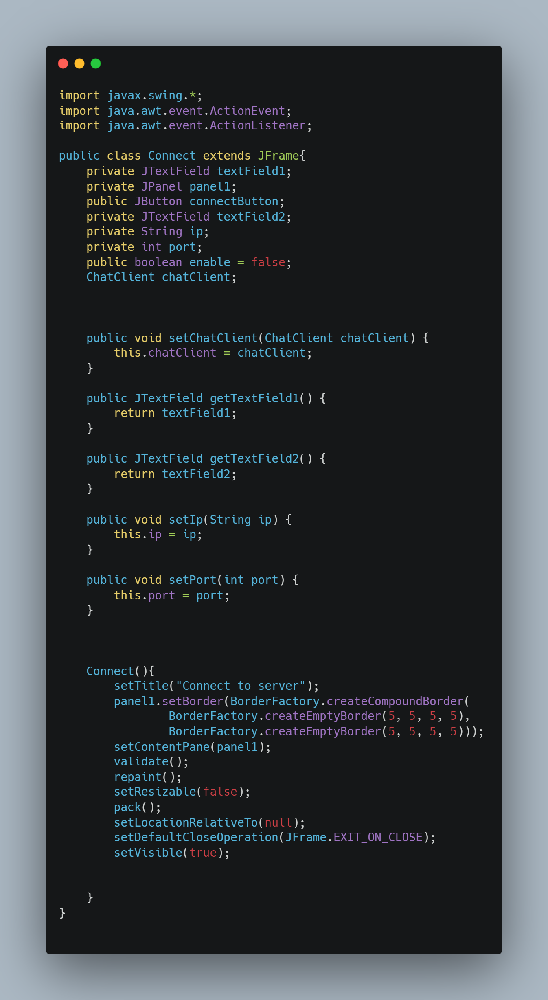 import javax.swing.*;
import java.awt.event.ActionEvent;
import java.awt.event.ActionListener;

public class Connect extends JFrame{
    private JTextField textField1;
    private JPanel panel1;
    public JButton connectButton;
    private JTextField textField2;
    private String ip;
    private int port;
    public boolean enable = false;
    ChatClient chatClient;

    public void setChatClient(ChatClient chatClient) {
        this.chatClient = chatClient;
    }

    public JTextField getTextField1() {
        return textField1;
    }

    public JTextField getTextField2() {
        return textField2;
    }

    public void setIp(String ip) {
        this.ip = ip;
    }

    public void setPort(int port) {
        this.port = port;
    }

    Connect(){
        setTitle("Connect to server");
        panel1.setBorder(BorderFactory.createCompoundBorder(
                BorderFactory.createEmptyBorder(5, 5, 5, 5),
                BorderFactory.createEmptyBorder(5, 5, 5, 5)));
        setContentPane(panel1);
        validate();
        repaint();
        setResizable(false);
        pack();
        setLocationRelativeTo(null);
        setDefaultCloseOperation(JFrame.EXIT_ON_CLOSE);
        setVisible(true);

    }
}